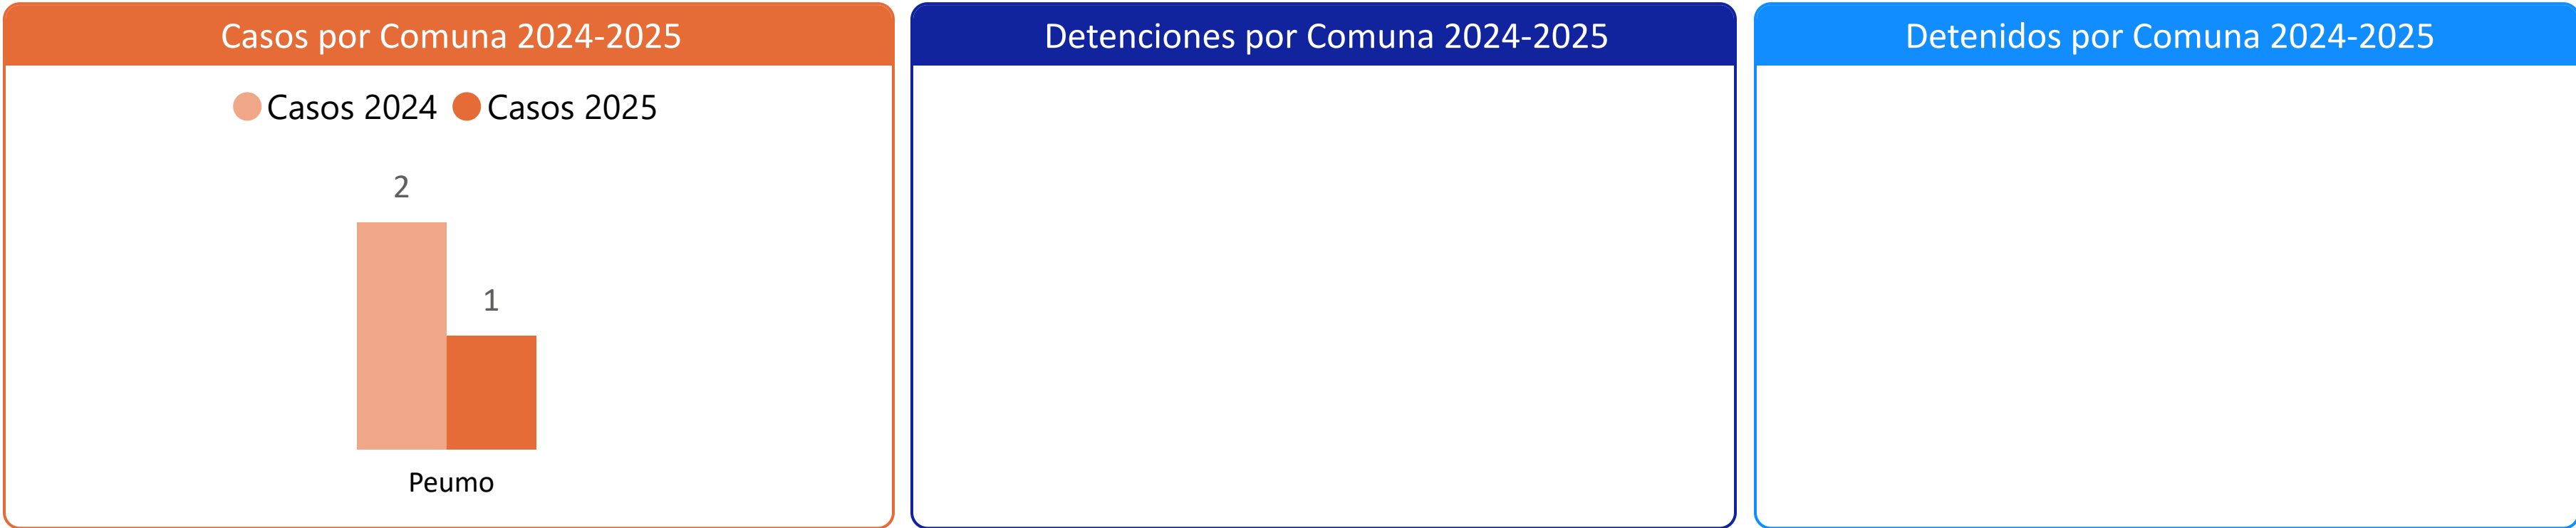 Casos por Comuna 2024-2025
Casos 2024 Casos 2025
2
1
Peumo
Detenciones por Comuna 2024-2025
Detenidos por Comuna 2024-2025